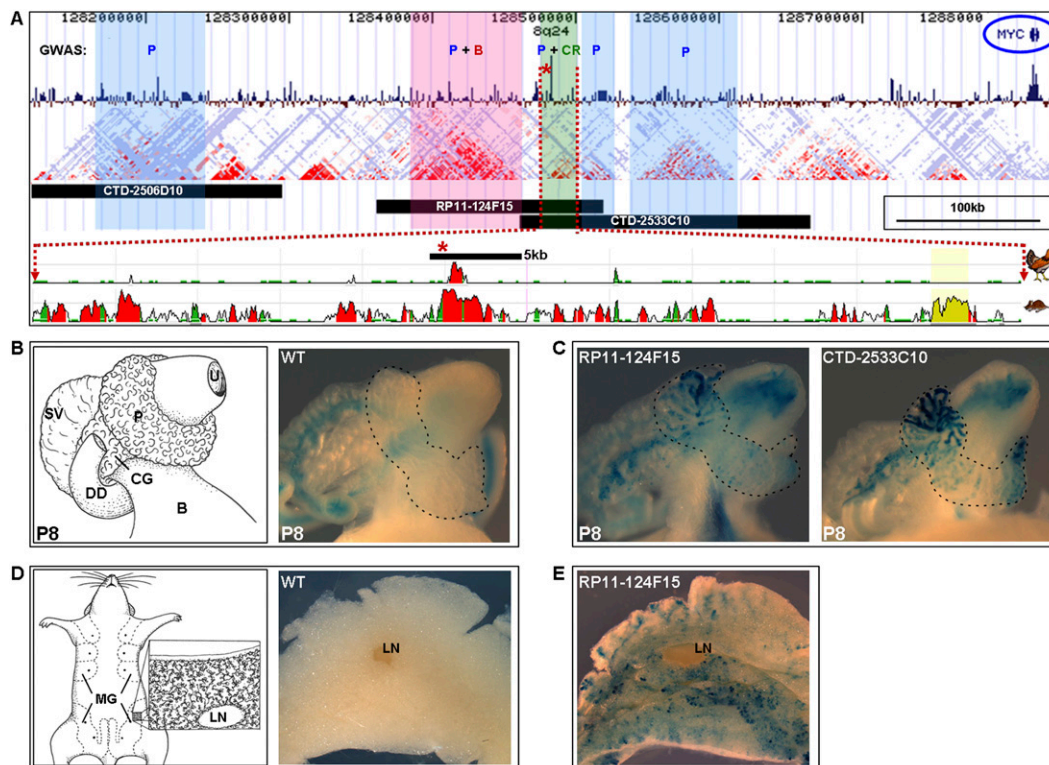 A
128200000 128300000 128400000 128500000 128600000 128700000 1288000
8q24
MYC
GWAS: P P + B P + CR P P
*
CTD-2506D10
RP11-124F15
CTD-2533C10
100kb
* 5kb
B
SV
P
U
DD
CG
B
P8
WT
P8
C
RP11-124F15
P8
CTD-2533C10
P8
D
MG
LN
WT
LN
E
RP11-124F15
LN